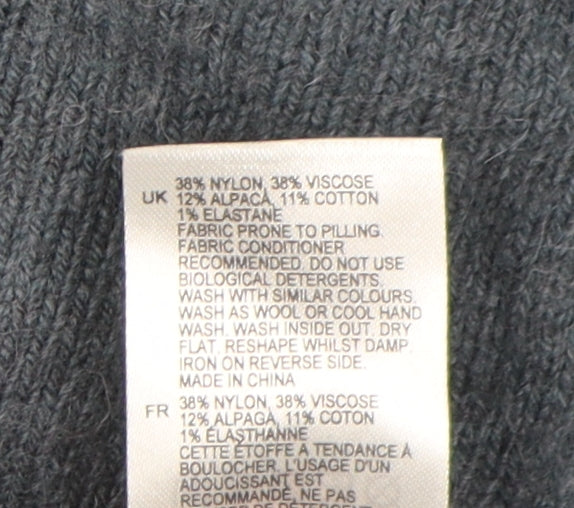 38% NYLON, 38% VISCOSE
UK 12% ALPACA, 11% COTTON
1% ELASTANE
FABRIC PRONE TO PILLING.
FABRIC CONDITIONER
RECOMMENDED. DO NOT USE
BIOLOGICAL DETERGENTS.
WASH WITH SIMILAR COLOURS.
WASH AS WOOL OR COOL HAND
WASH. WASH INSIDE OUT. DRY
FLAT. RESHAPE WHILST DAMP.
IRON ON REVERSE SIDE.
MADE IN CHINA
FR 38% NYLON, 38% VISCOSE
12% ALPAGA, 11% COTON
1% ÉLASTHANNE
CETTE ÉTOFFE A TENDANCE À
BOULOCHER. L'USAGE D'UN
ADOUCISSANT EST
RECOMMANDÉ. NE PAS